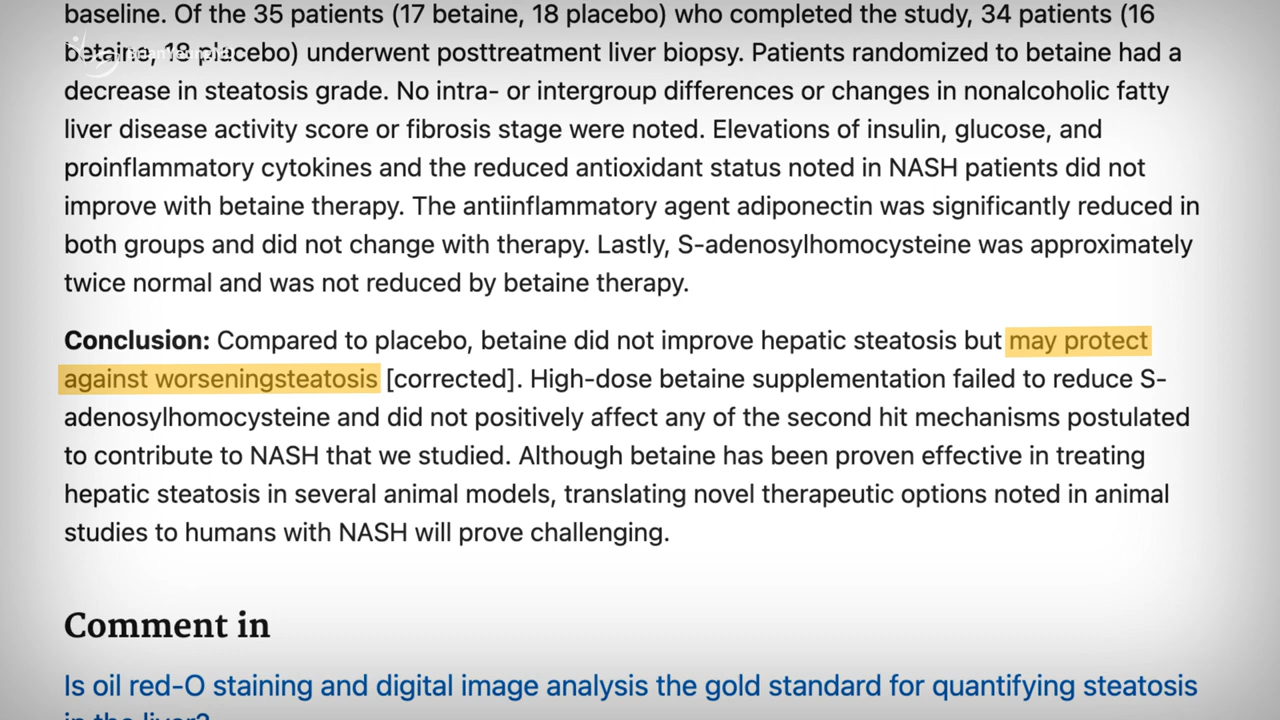 baseline. Of the 35 patients (17 betaine, 18 placebo) who completed the study, 34 patients (16
betaine, 18 placebo) underwent posttreatment liver biopsy. Patients randomized to betaine had a
decrease in steatosis grade. No intra- or intergroup differences or changes in nonalcoholic fatty
liver disease activity score or fibrosis stage were noted. Elevations of insulin, glucose, and
proinflammatory cytokines and the reduced antioxidant status noted in NASH patients did not
improve with betaine therapy. The antiinflammatory agent adiponectin was significantly reduced in
both groups and did not change with therapy. Lastly, S-adenosylhomocysteine was approximately
twice normal and was not reduced by betaine therapy.
Conclusion: Compared to placebo, betaine did not improve hepatic steatosis but may protect
against worseningsteatosis [corrected]. High-dose betaine supplementation failed to reduce S-
adenosylhomocysteine and did not positively affect any of the second hit mechanisms postulated
to contribute to NASH that we studied. Although betaine has been proven effective in treating
hepatic steatosis in several animal models, translating novel therapeutic options noted in animal
studies to humans with NASH will prove challenging.
Comment in
Is oil red-O staining and digital image analysis the gold standard for quantifying steatosis
in the liver?